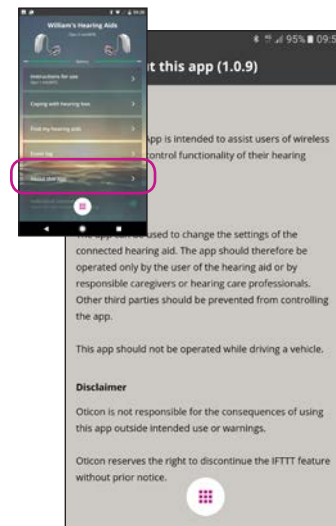 William's Hearing Aids
Instructions for use
Coping with hearing loss
Find my hearing aids
Event log
About this app
95% 09:5
t this app (1.0.9)
App is intended to assist users of wireless
control functionality of their hearing
used to change the settings of the
connected hearing aid. The app should therefore be
operated only by the user of the hearing aid or by
responsible caregivers or hearing care professionals.
Other third parties should be prevented from controlling
the app.
This app should not be operated while driving a vehicle.
Disclaimer
Oticon is not responsible for the consequences of using
this app outside intended use or warnings.
Oticon reserves the right to discontinue the IFTTT feature
without prior notice.